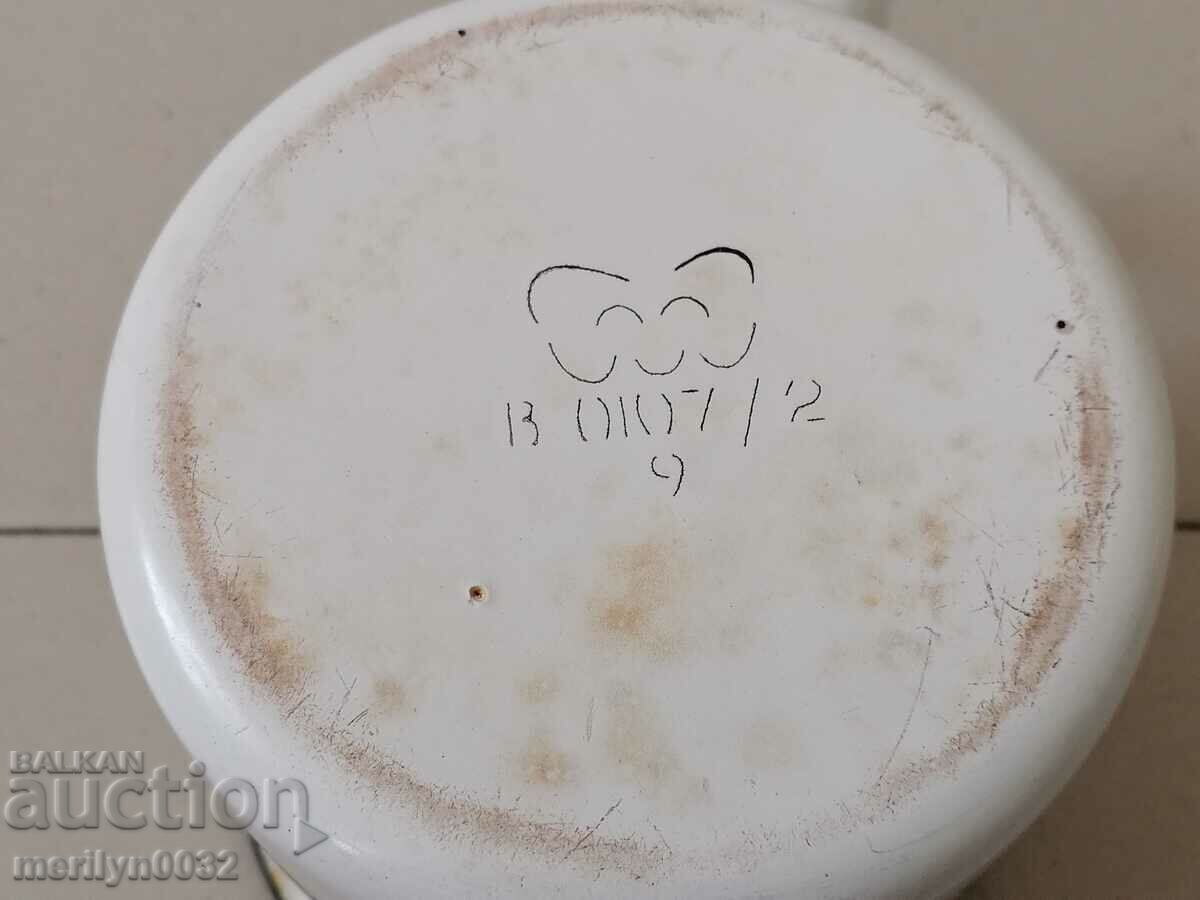 B 0107/2
9
BALKAN
auction
merilyn0032